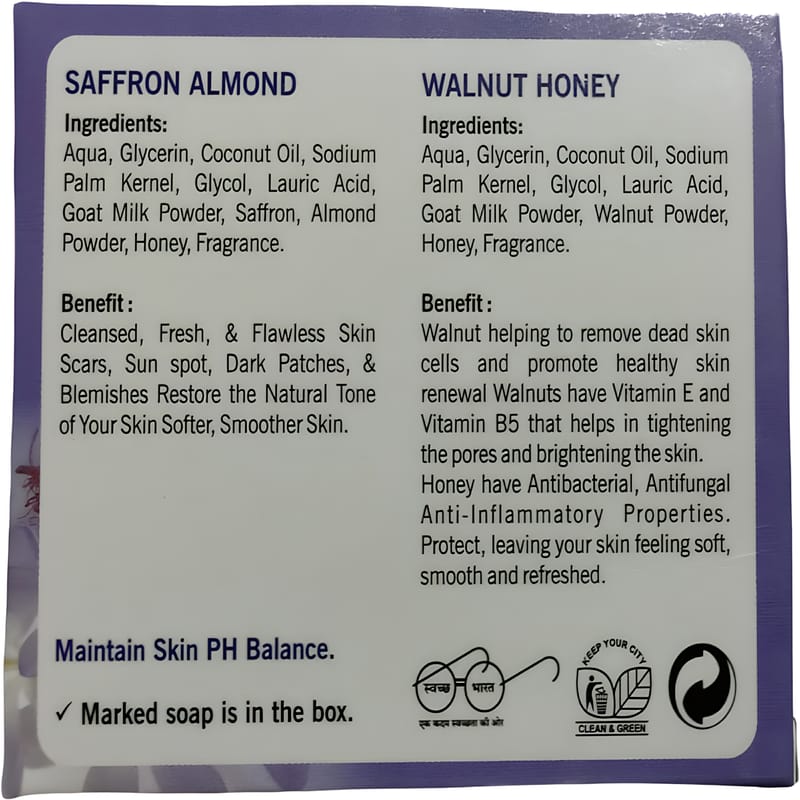 SAFFRON ALMOND
Ingredients:
Aqua, Glycerin, Coconut Oil, Sodium
Palm Kernel, Glycol, Lauric Acid,
Goat Milk Powder, Saffron, Almond
Powder, Honey, Fragrance.
Benefit :
Cleansed, Fresh, & Flawless Skin
Scars, Sun spot, Dark Patches, &
Blemishes Restore the Natural Tone
of Your Skin Softer, Smoother Skin.
WALNUT HONEY
Ingredients:
Aqua, Glycerin, Coconut Oil, Sodium
Palm Kernel, Glycol, Lauric Acid,
Goat Milk Powder, Walnut Powder,
Honey, Fragrance.
Benefit :
Walnut helping to remove dead skin
cells and promote healthy skin
renewal Walnuts have Vitamin E and
Vitamin B5 that helps in tightening
the pores and brightening the skin.
Honey have Antibacterial, Antifungal
Anti-Inflammatory Properties.
Protect, leaving your skin feeling soft,
smooth and refreshed.
Maintain Skin PH Balance.
✓ Marked soap is in the box.
स्वच्छ भारत
एक कदम स्वच्छता की ओर
KEEP YOUR CITY
CLEAN & GREEN